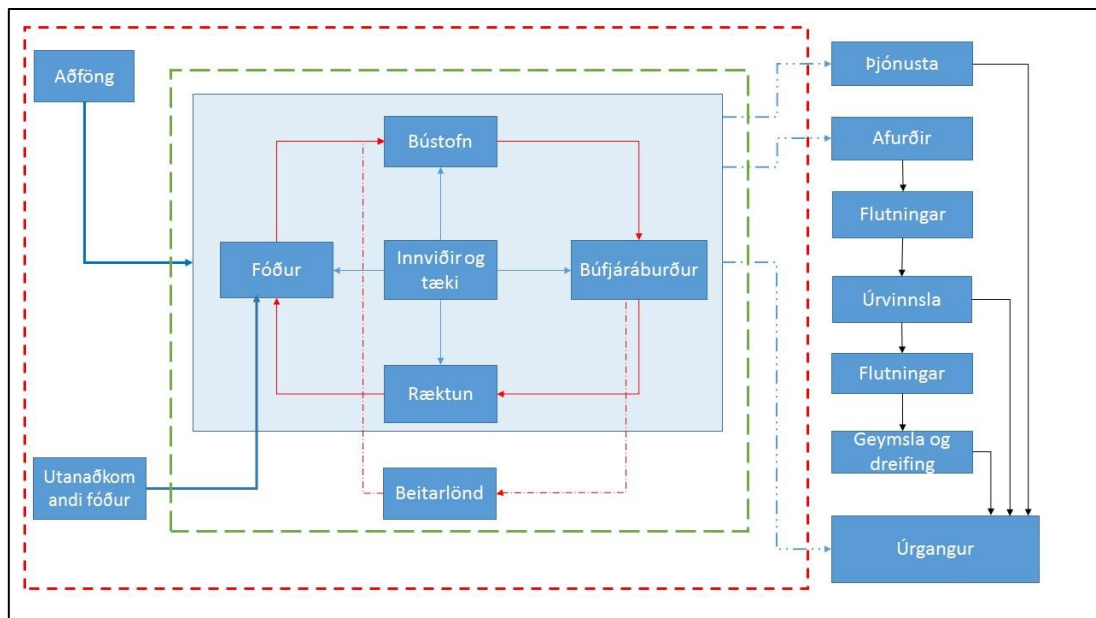 Aðföng
Þjónusta
Bústofn
Afurðir
Flutningar
Fóður
Innviðir og
tæki
Búfjáráburður
Úrvinnsla
Flutningar
Ræktun
Geymsla og
dreifing
Utanaðkom
andi fóður
Beitarlönd
Úrgangur